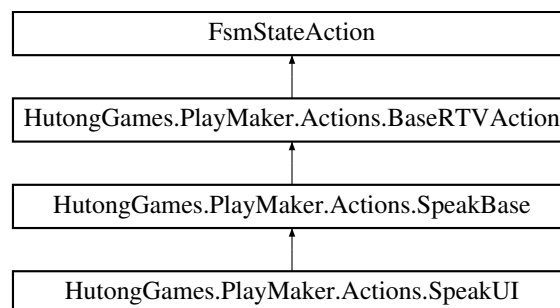 FsmStateAction
HutongGames.PlayMaker.Actions.BaseRTVAction
HutongGames.PlayMaker.Actions.SpeakBase
HutongGames.PlayMaker.Actions.SpeakUI